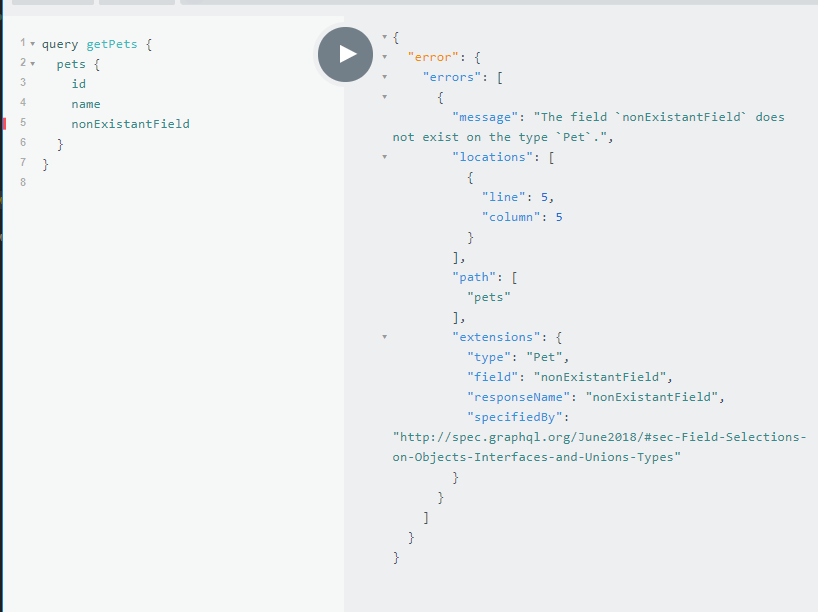 1 query getPets {
2 pets {
3 id
4 name
5 nonExistantField
6 }
7 }
8
{
"error": {
"errors": [
{
"message": "The field `nonExistantField` does
not exist on the type `Pet`.",
"locations": [
{
"line": 5,
"column": 5
}
],
"path": [
"pets"
],
"extensions": {
"type": "Pet",
"field": "nonExistantField",
"responseName": "nonExistantField",
"specifiedBy":
"http://spec.graphql.org/June2018/#sec-Field-Selections-
on-Objects-Interfaces-and-Unions-Types"
}
}
]
}
}